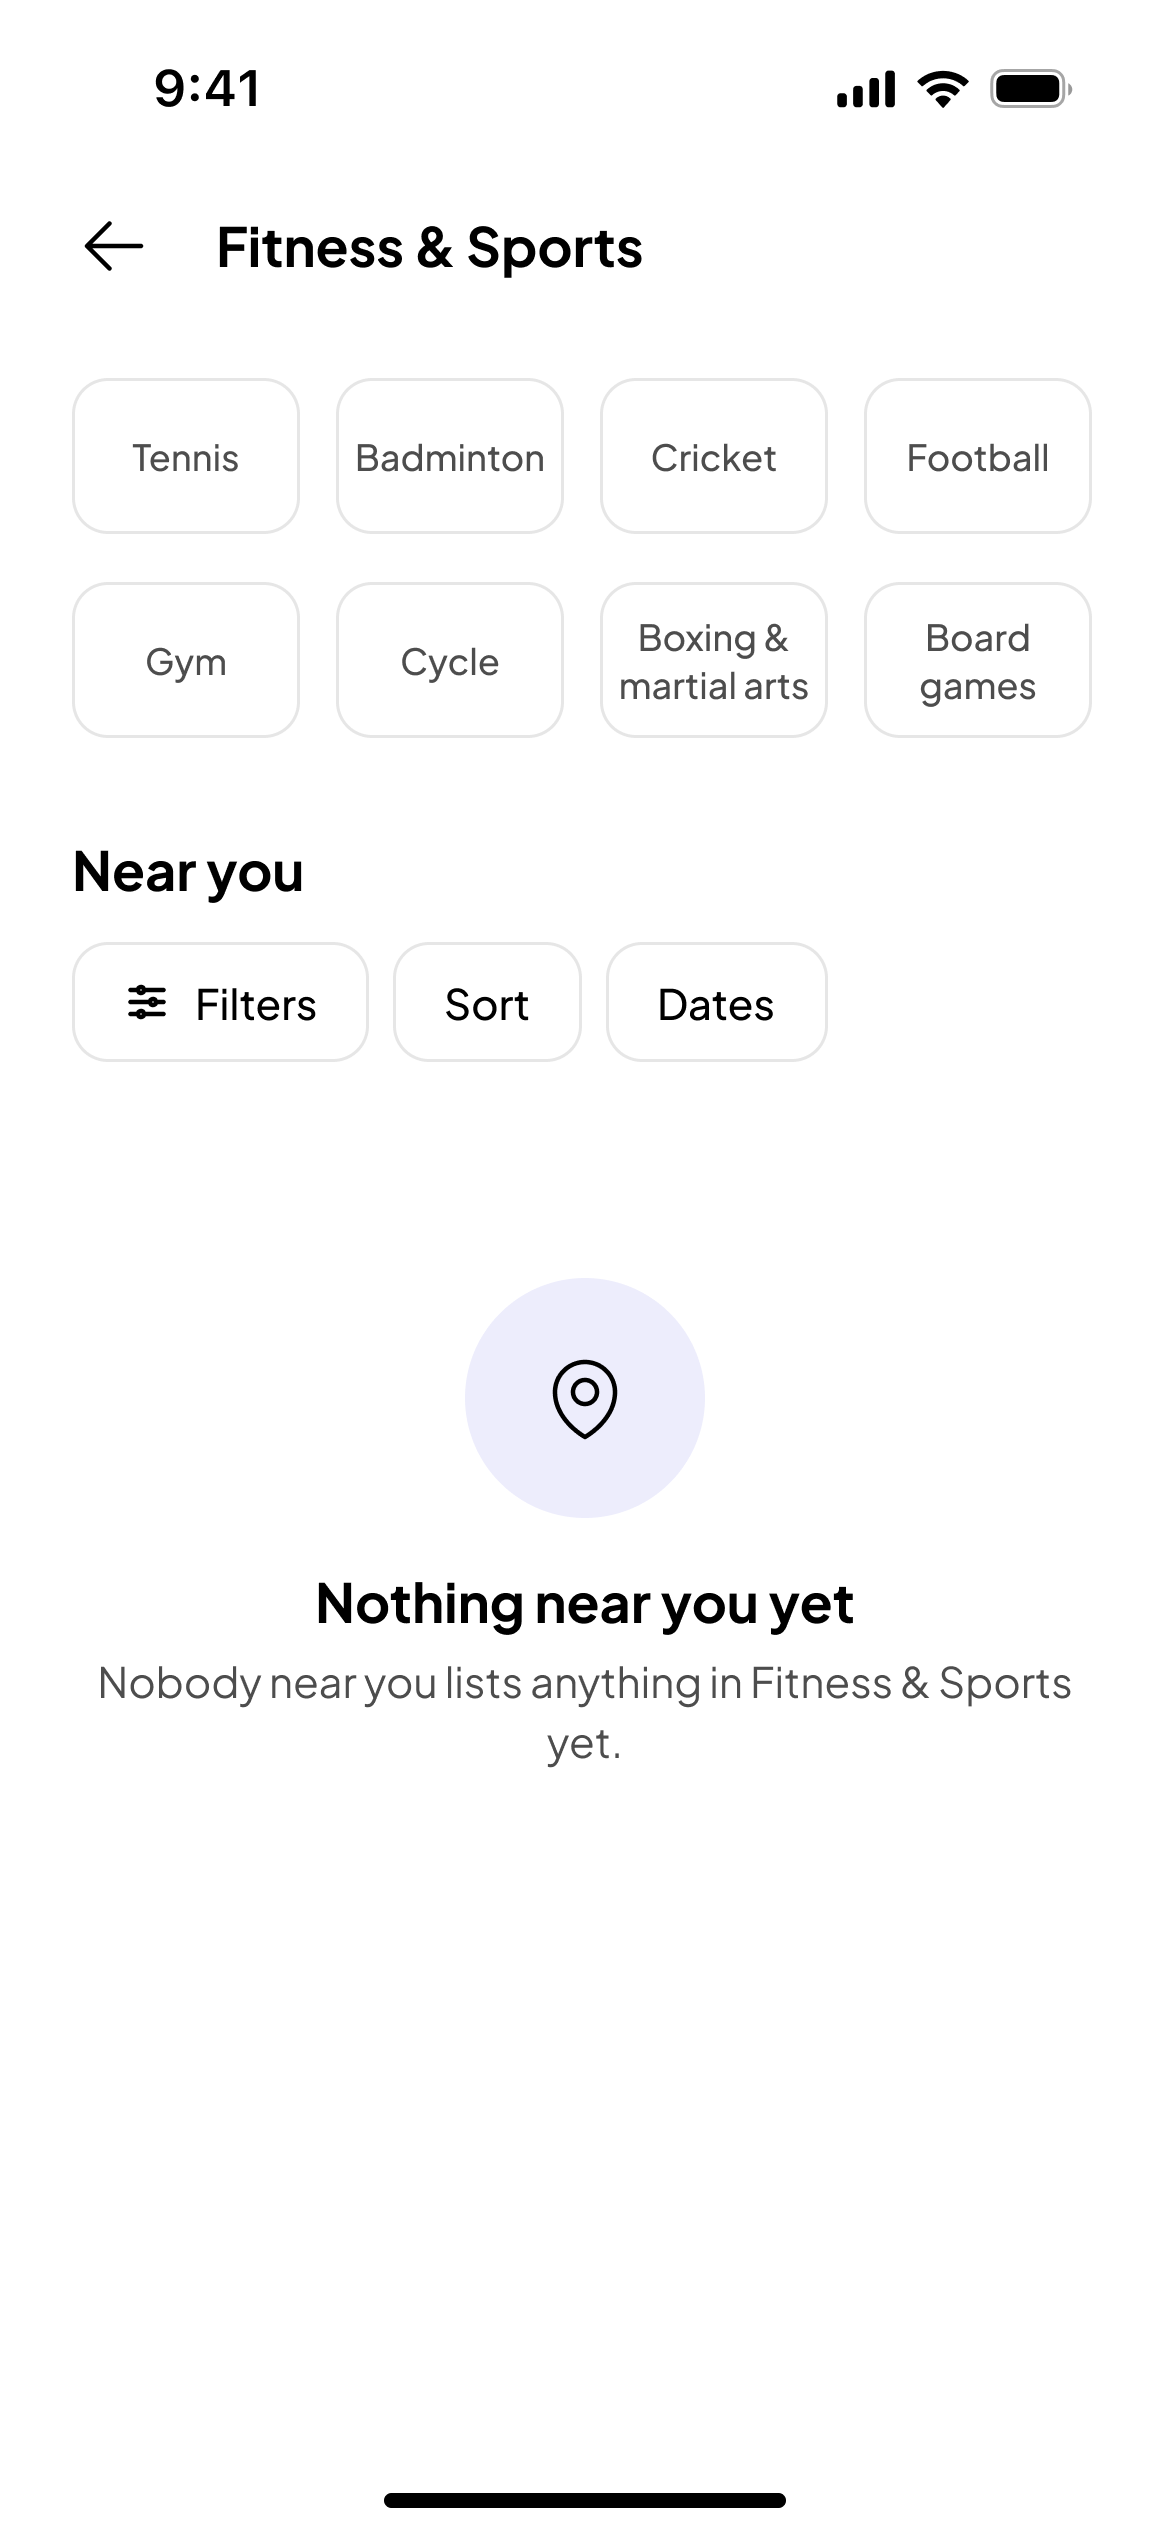 9:41
Fitness & Sports
Tennis
Badminton
Cricket
Football
Gym
Cycle
Boxing &
martial arts
Board
games
Near you
Filters
Sort
Dates
Nothing near you yet
Nobody near you lists anything in Fitness & Sports
yet.